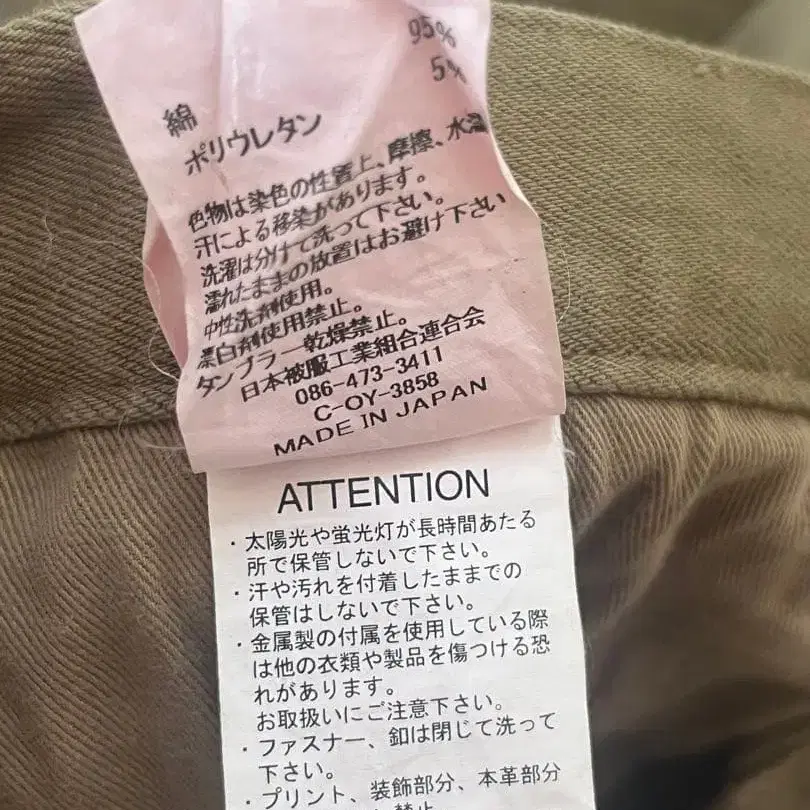 95%
5%
綿
ポリウレタン
色物は染色の性質上、摩擦、水濡
汗による移染があります。
洗濯は分けて洗って下さい。
濡れたままの放置はお避け下さい
中性洗剤使用。
漂白剤使用禁止。
タンブラー乾燥禁止。
日本被服工業組合連合会
086-473-3411
C-OY-3858
MADE IN JAPAN
ATTENTION
・太陽光や蛍光灯が長時間あたる
所で保管しないで下さい。
・汗や汚れを付着したままでの
保管はしないで下さい。
・金属製の付属を使用している際
は他の衣類や製品を傷つける恐
れがあります。
お取扱いにご注意下さい。
・ファスナー、釦は閉じて洗って
下さい。
・プリント、装飾部分、本革部分